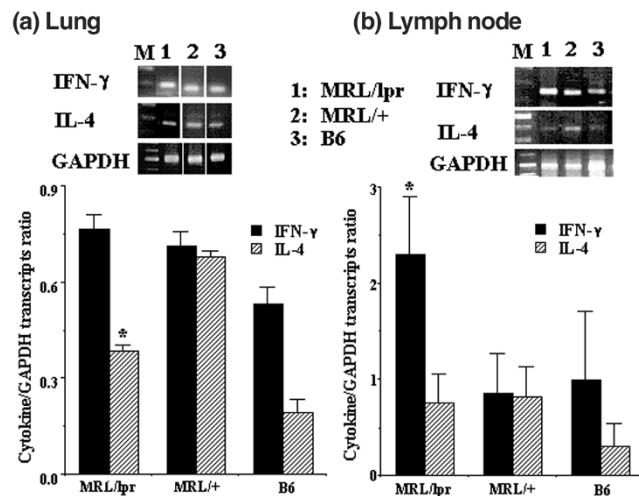 (a) Lung
M 1 2 3
IFN-γ
IL-4
GAPDH
1: MRL/lpr
2: MRL/+
3: B6
Cytokine/GAPDH transcripts ratio
0.9
0.6
0.3
0.0
IFN-γ
IL-4
*
MRL/lpr MRL/+ B6
(b) Lymph node
M 1 2 3
IFN-γ
IL-4
GAPDH
Cytokine/GAPDH transcripts ratio
3
2
1
0
*
IFN-γ
IL-4
MRL/lpr MRL/+ B6